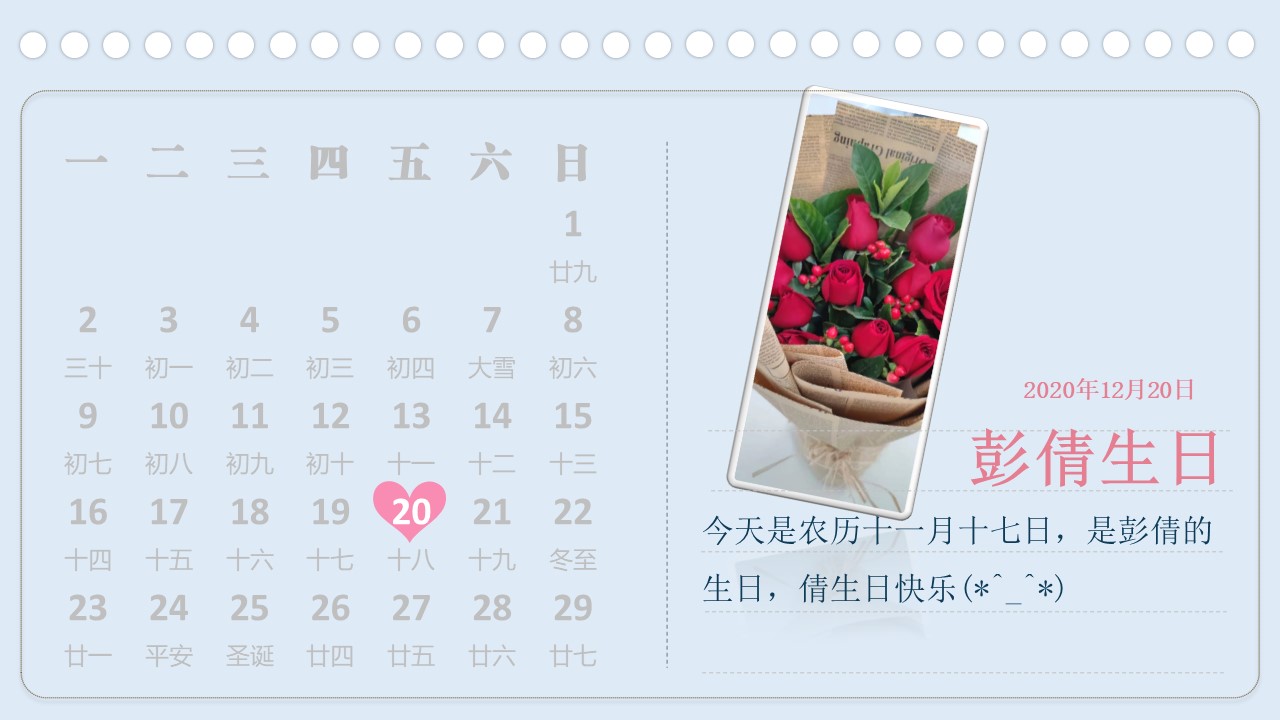 一 二 三 四 五 六 日
1
廿九
2 3 4 5 6 7 8
三十 初一 初二 初三 初四 大雪 初六
9 10 11 12 13 14 15
初七 初八 初九 初十 十一 十二 十三
16 17 18 19 20 21 22
十四 十五 十六 十七 十八 十九 冬至
23 24 25 26 27 28 29
廿一 平安 圣诞 廿四 廿五 廿六 廿七
Original Graphing
2020年12月20日
彭倩生日
今天是农历十一月十七日，是彭倩的
生日，倩生日快乐(*^_^*)